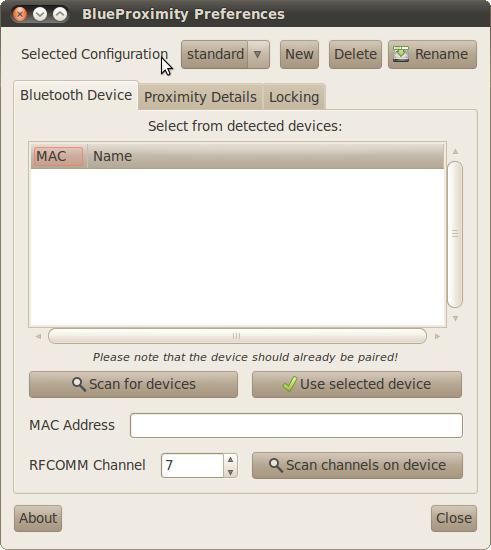 BlueProximity Preferences
Selected Configuration standard New Delete Rename
Bluetooth Device Proximity Details Locking
Select from detected devices:
MAC Name
Please note that the device should already be paired!
Scan for devices Use selected device
MAC Address
RFCOMM Channel 7 Scan channels on device
About Close